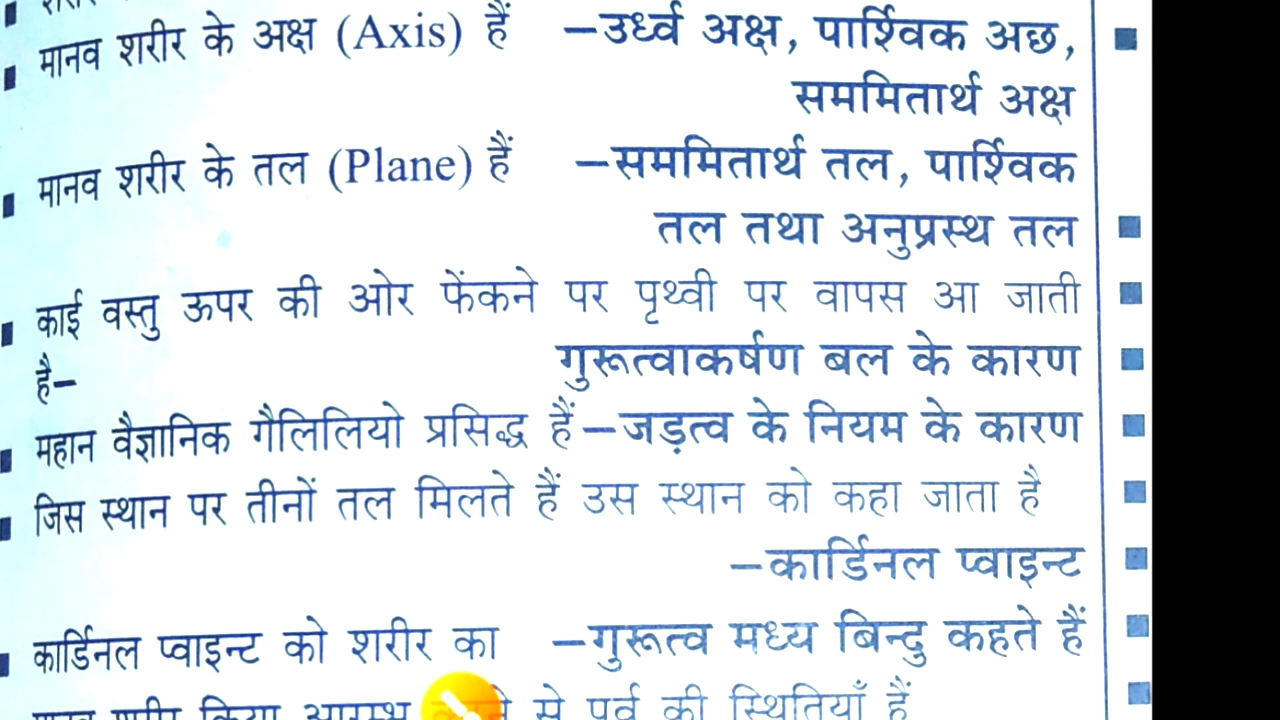 मानव शरीर के अक्ष (Axis) हैं –उर्ध्व अक्ष, पार्श्विक अछ,
सममितार्थ अक्ष
मानव शरीर के तल (Plane) हैं –सममितार्थ तल, पार्श्विक
तल तथा अनुप्रस्थ तल
काई वस्तु ऊपर की ओर फेंकने पर पृथ्वी पर वापस आ जाती
है– गुरूत्वाकर्षण बल के कारण
महान वैज्ञानिक गैलिलियो प्रसिद्ध हैं–जड़त्व के नियम के कारण
जिस स्थान पर तीनों तल मिलते हैं उस स्थान को कहा जाता है
–कार्डिनल प्वाइन्ट
कार्डिनल प्वाइन्ट को शरीर का –गुरूत्व मध्य बिन्दु कहते हैं
से पूर्व की स्थितियाँ हैं